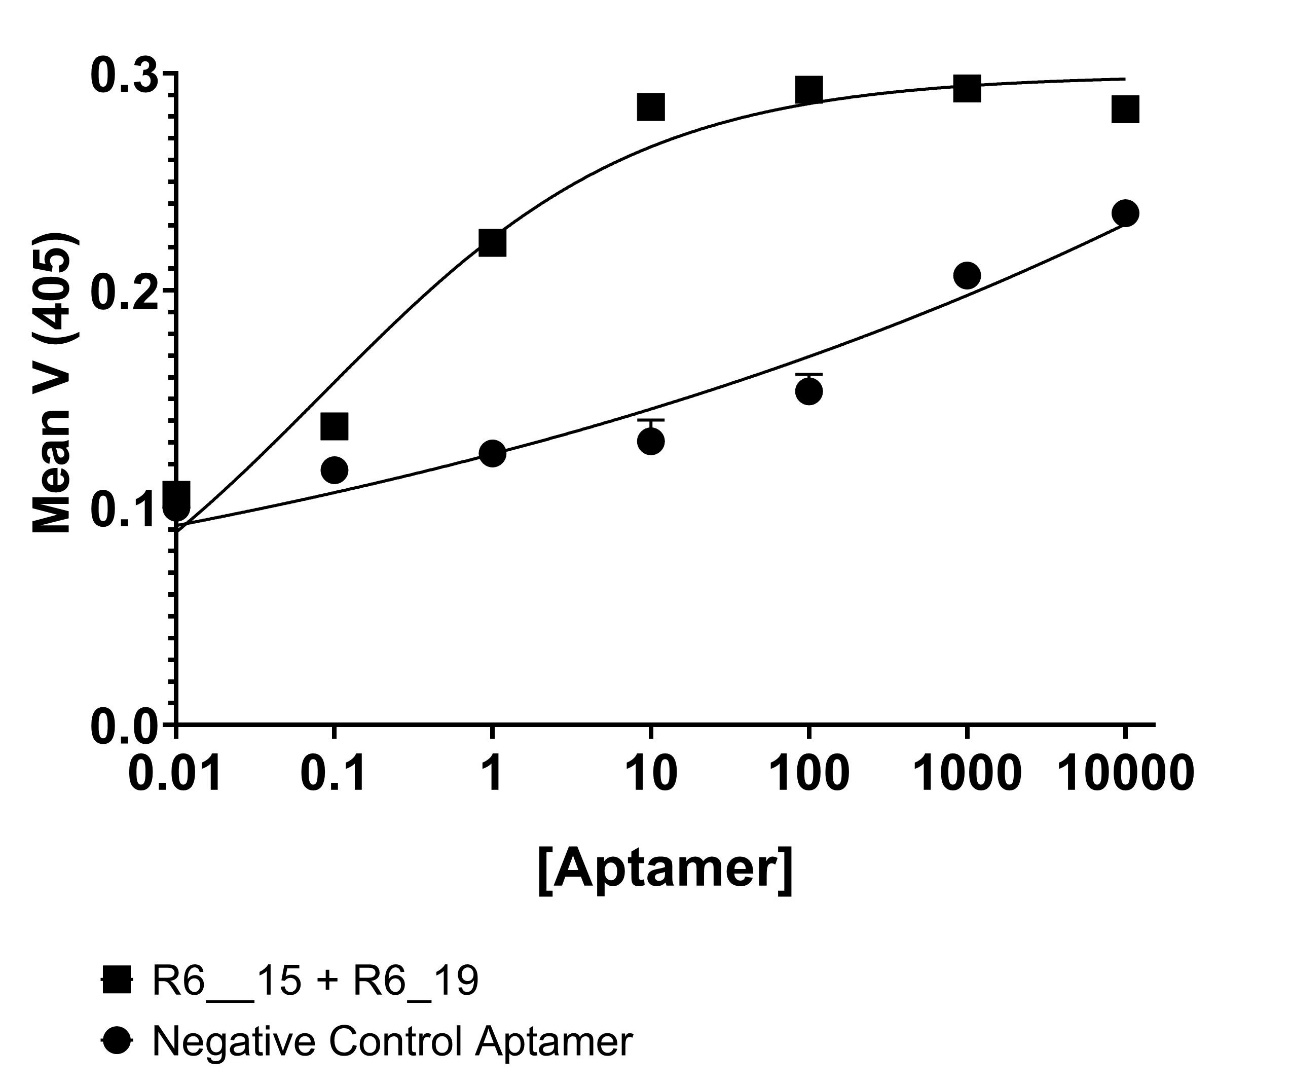 0.3
0.2
0.1
0.0
Mean V (405)
0.01 0.1 1 10 100 1000 10000
[Aptamer]
R6__15 + R6_19
Negative Control Aptamer